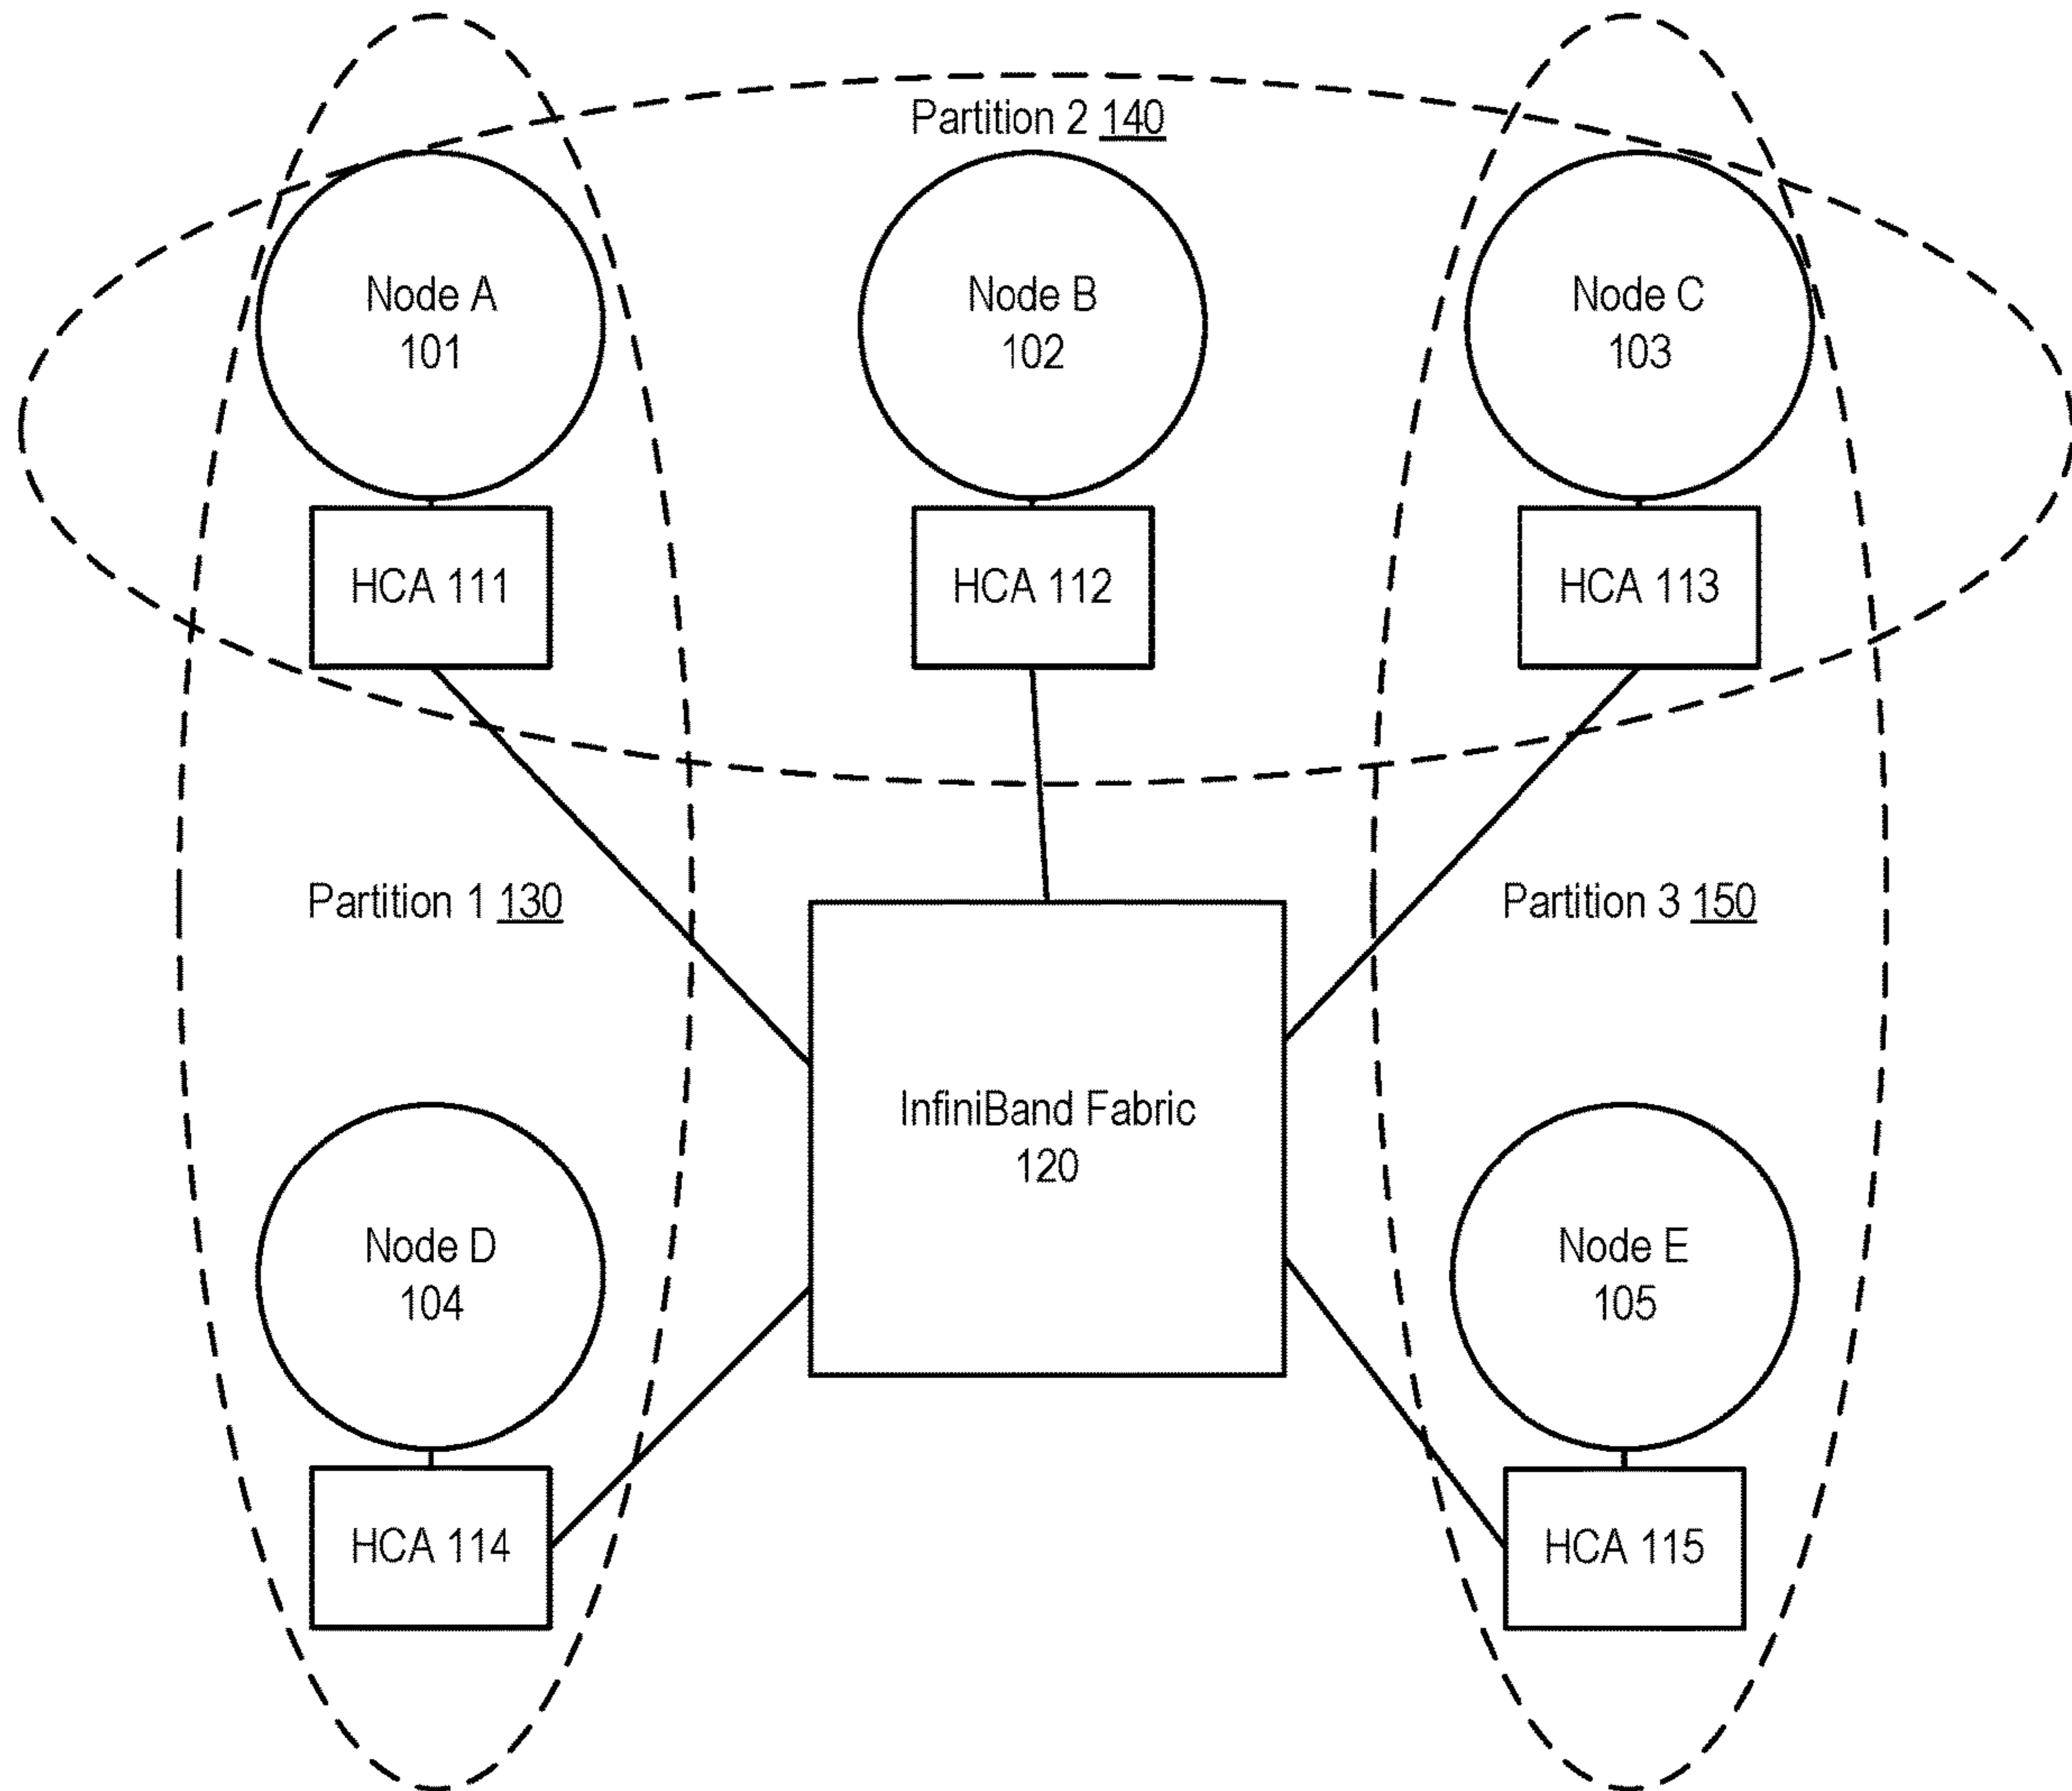 Partition 2 140
Node A
101
Node B
102
Node C
103
HCA 111
HCA 112
HCA 113
Partition 1 130
Partition 3 150
InfiniBand Fabric
120
Node D
104
Node E
105
HCA 114
HCA 115